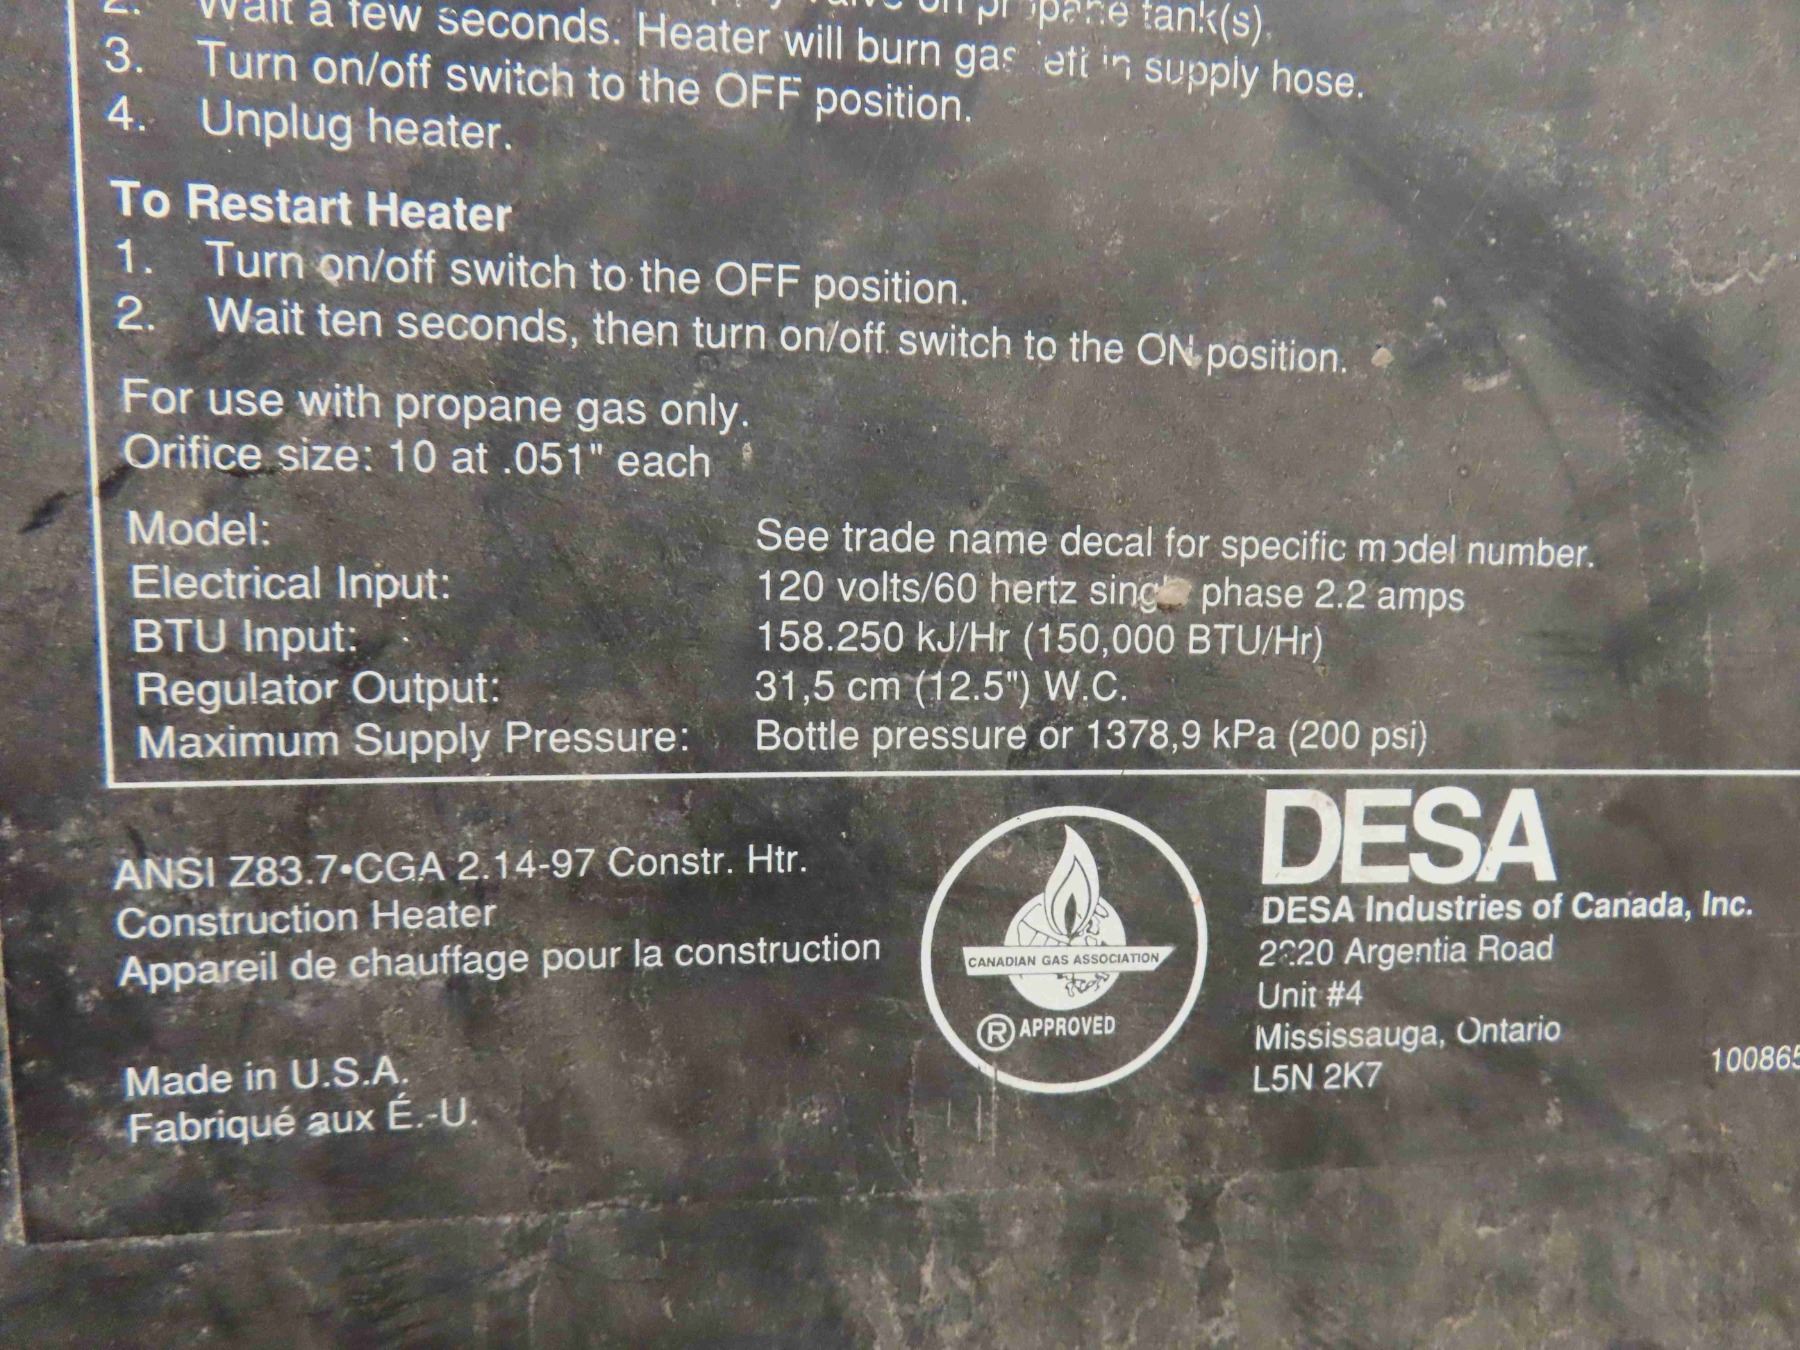 valve on propane tank(s).
2. Wait a few seconds. Heater will burn gas left in supply hose.
3. Turn on/off switch to the OFF position.
4. Unplug heater.
To Restart Heater
1. Turn on/off switch to the OFF position.
2. Wait ten seconds, then turn on/off switch to the ON position.
For use with propane gas only.
Orifice size: 10 at .051" each
Model: See trade name decal for specific model number.
Electrical Input: 120 volts/60 hertz single phase 2.2 amps
BTU Input: 158.250 kJ/Hr (150,000 BTU/Hr)
Regulator Output: 31,5 cm (12.5") W.C.
Maximum Supply Pressure: Bottle pressure or 1378,9 kPa (200 psi)
ANSI Z83.7•CGA 2.14-97 Constr. Htr.
Construction Heater
Appareil de chauffage pour la construction
Made in U.S.A.
Fabriqué aux É.-U.
CANADIAN GAS ASSOCIATION
® APPROVED
DESA
DESA Industries of Canada, Inc.
Argentia Road
Unit #4
Mississauga, Ontario
L5N 2K7
100865